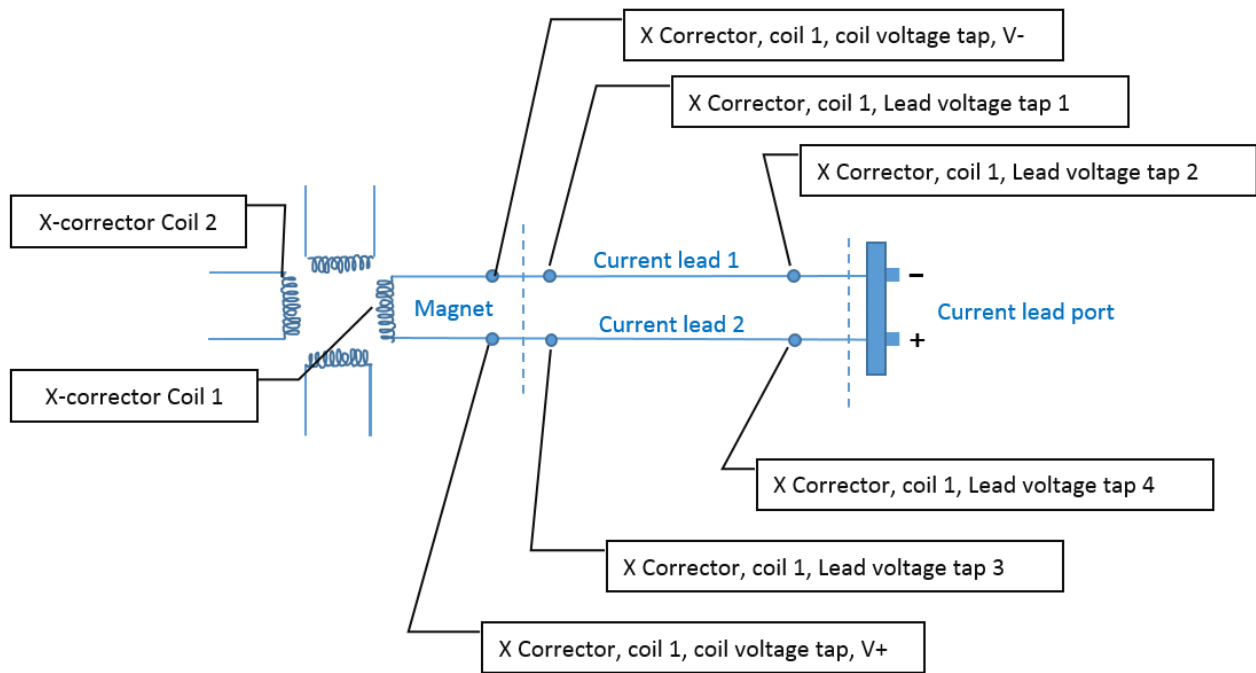 X Corrector, coil 1, coil voltage tap, V-
X Corrector, coil 1, Lead voltage tap 1
X Corrector, coil 1, Lead voltage tap 2
X-corrector Coil 2
Current lead 1
−
Magnet
Current lead port
Current lead 2
+
X-corrector Coil 1
X Corrector, coil 1, Lead voltage tap 4
X Corrector, coil 1, Lead voltage tap 3
X Corrector, coil 1, coil voltage tap, V+